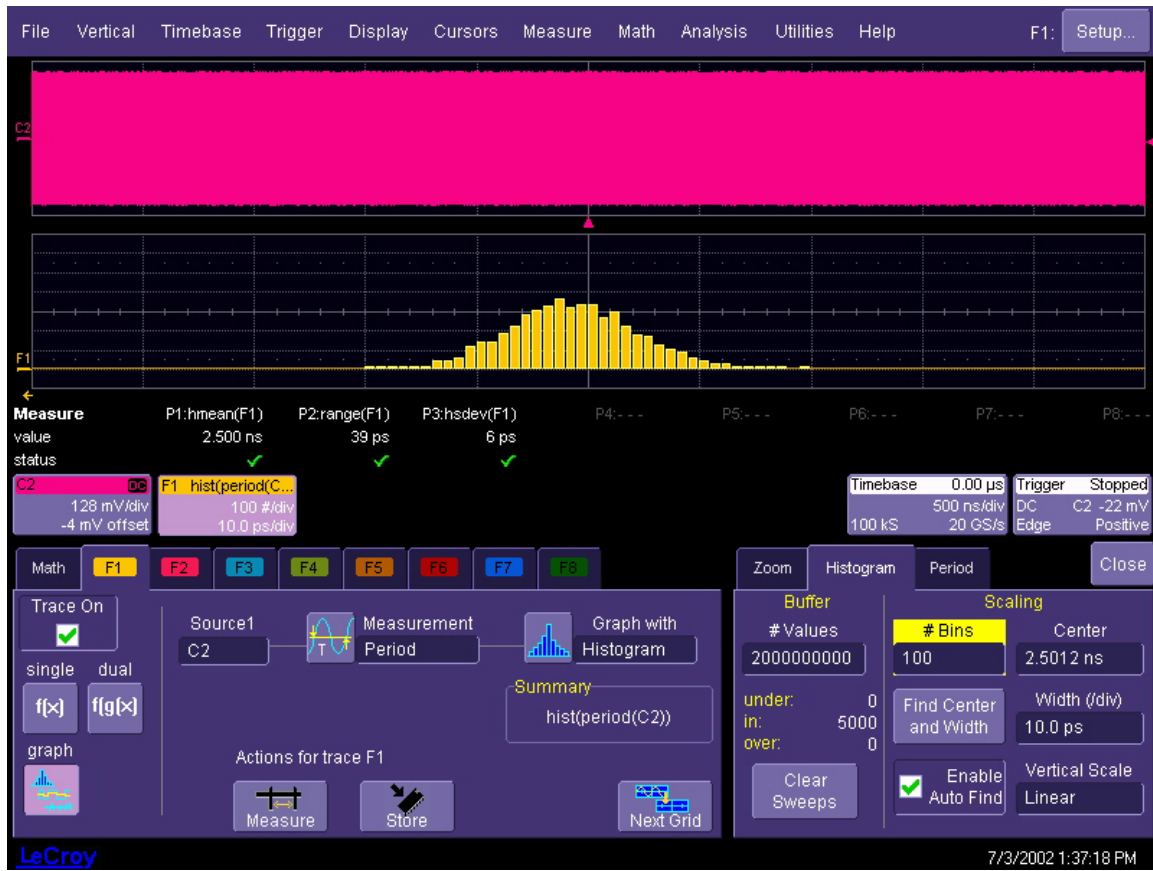 File Vertical Timebase Trigger Display Cursors Measure Math Analysis Utilities Help F1: Setup...
C2
F1
Measure P1:hmean(F1) P2:range(F1) P3:hsdev(F1) P4:- - - P5:- - - P6:- - - P7:- - - P8:- - -
value 2.500 ns 39 ps 6 ps
status
C2 DC
128 mV/div
-4 mV offset
F1 hist(period(C...
100 #/div
10.0 ps/div
Timebase 0.00 µs
500 ns/div
100 kS 20 GS/s
Trigger Stopped
DC C2 -22 mV
Edge Positive
Math F1 F2 F3 F4 F5 F6 F7 F8
Trace On
single dual
f(x) f(g(x)
graph
Source1
C2
T
Measurement
Period
Graph with
Histogram
Summary
hist(period(C2))
Actions for trace F1
Measure
Store
Next Grid
Zoom Histogram Period Close
Buffer
# Values
2000000000
under: 0
in: 5000
over: 0
Clear
Sweeps
Scaling
# Bins
100
Center
2.5012 ns
Find Center
and Width
Width (/div)
10.0 ps
Enable
Auto Find
Vertical Scale
Linear
LeCroy
7/3/2002 1:37:18 PM